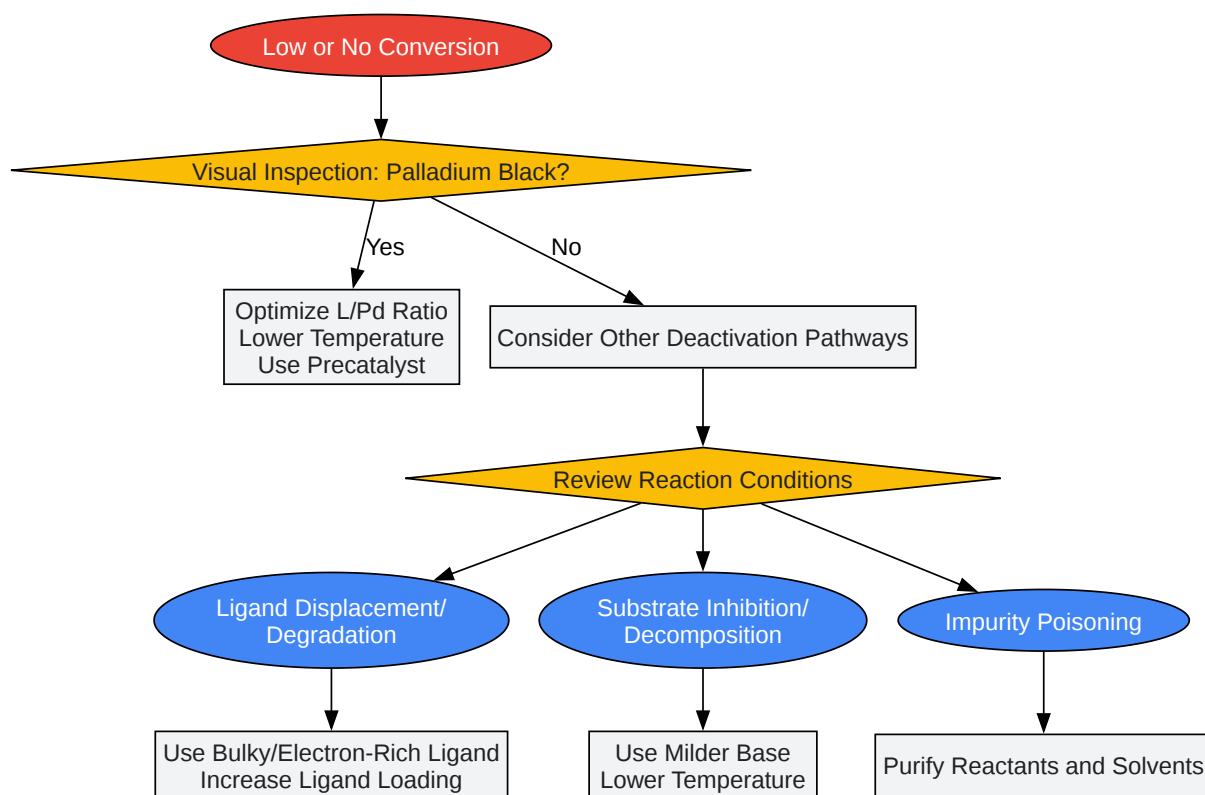 Low or No Conversion
Visual Inspection: Palladium Black?
Yes
No
Optimize L/Pd Ratio
Lower Temperature
Use Precatalyst
Consider Other Deactivation Pathways
Review Reaction Conditions
Ligand Displacement/
Degradation
Substrate Inhibition/
Decomposition
Impurity Poisoning
Use Bulky/Electron-Rich Ligand
Increase Ligand Loading
Use Milder Base
Lower Temperature
Purify Reactants and Solvents